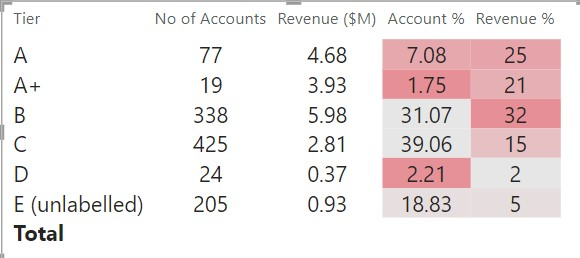 Tier No of Accounts Revenue ($M) Account % Revenue %
A 77 4.68 7.08 25
A+ 19 3.93 1.75 21
B 338 5.98 31.07 32
C 425 2.81 39.06 15
D 24 0.37 2.21 2
E (unlabelled) 205 0.93 18.83 5
Total